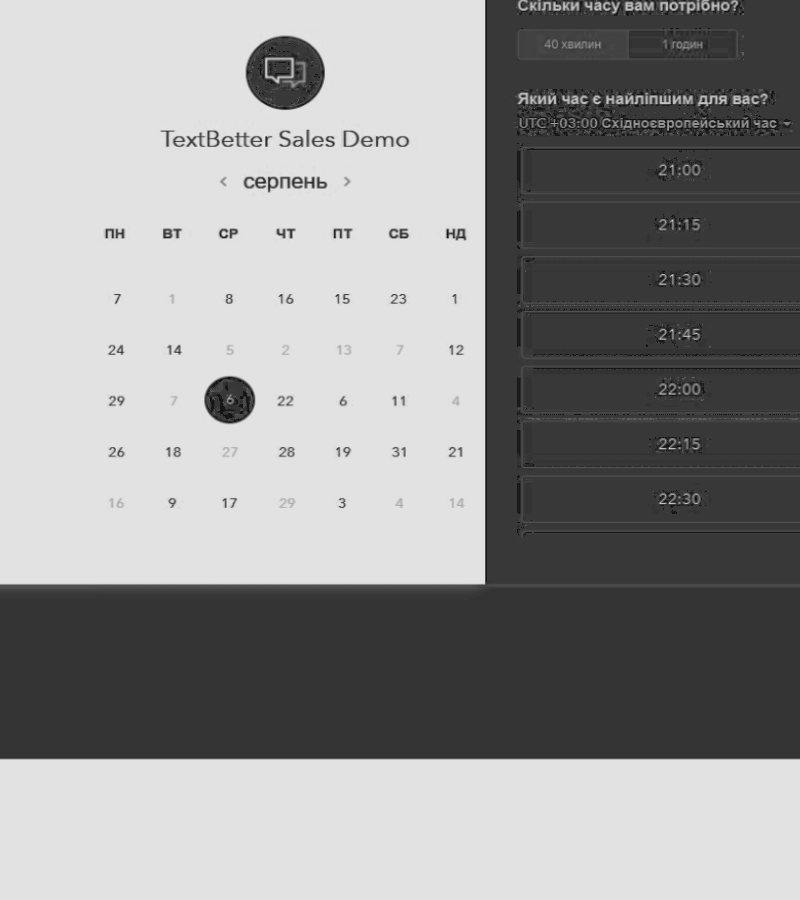 TextBetter Sales Demo
серпень
ПН ВТ СР ЧТ ПТ СБ НД
7 1 8 16 15 23 1
24 14 5 2 13 7 12
29 7 6 22 6 11 4
26 18 27 28 19 31 21
16 9 17 29 3 4 14
Скільки часу вам потрібно?
40 хвилин 1 годин
Який час є найліпшим для вас?
UTC +03:00 Східноєвропейський час
21:00
21:15
21:30
21:45
22:00
22:15
22:30